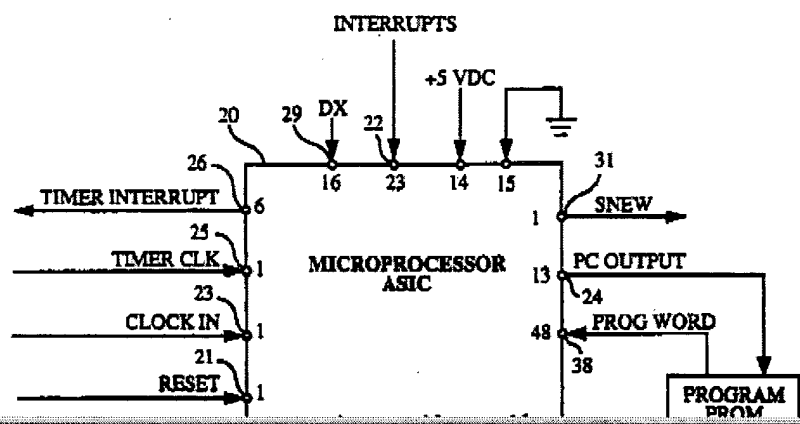 INTERRUPTS
+5 VDC
29 DX
20
22
26
16
23
14
15
31
TIMER INTERRUPT
6
1
SNEW
25
TIMER CLK
1
MICROPROCESSOR
ASIC
13
PC OUTPUT
24
23
CLOCK IN
1
48
PROG WORD
38
21
RESET
1
PROGRAM
PROM